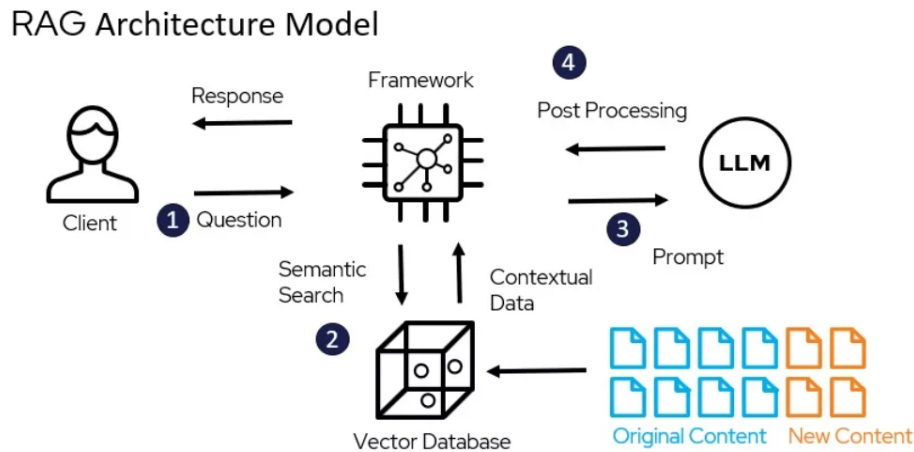 RAG Architecture Model
4
Framework
Response
Post Processing
LLM
Client
1
Question
3
Prompt
Semantic
Search
Contextual
Data
2
Vector Database
Original Content
New Content